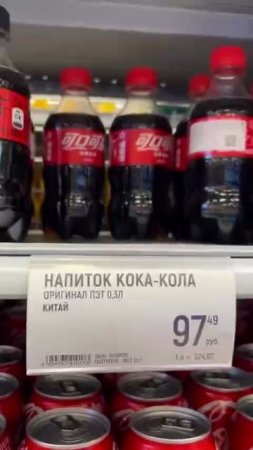 可口可乐
可口可乐
НАПИТОК КОКА-КОЛА
ОРИГИНАЛ ПЭТ 0,3Л
КИТАЙ
97 49
руб.